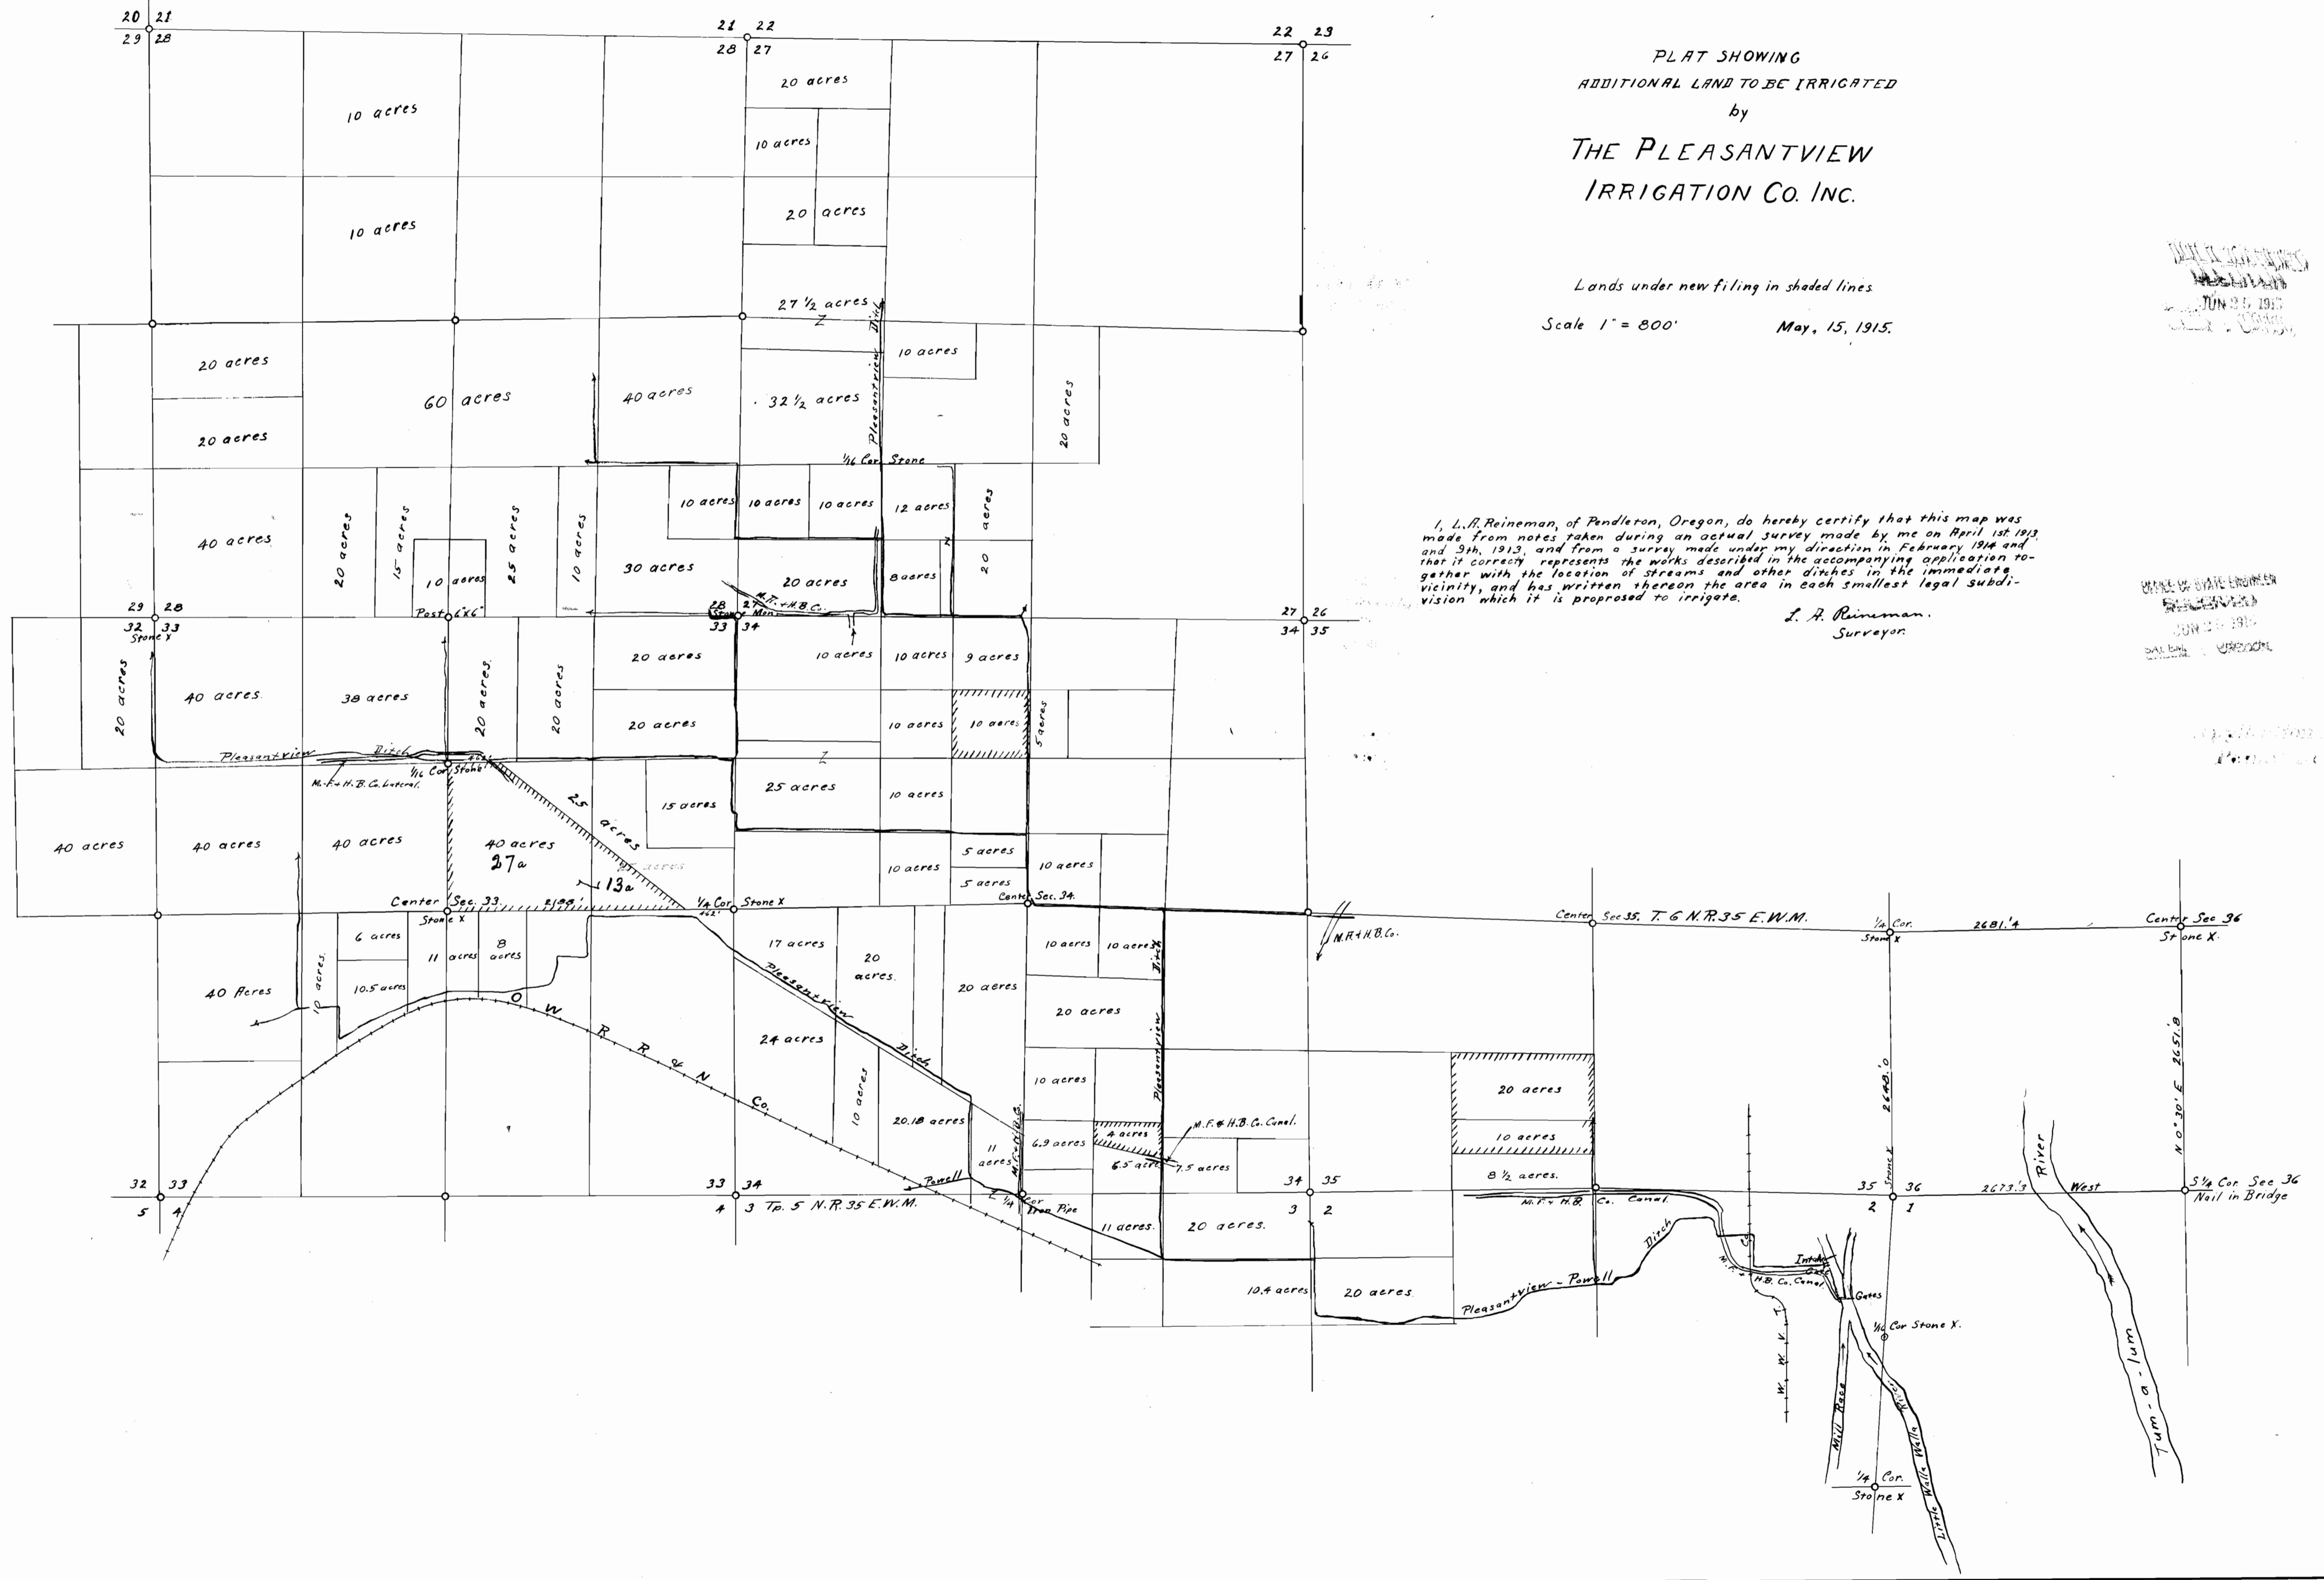 PLAT SHOWING
ADDITIONAL LAND TO BE IRRIGATED
by
THE PLEASANTVIEW
IRRIGATION CO. INC.
Lands under new filing in shaded lines
Scale 1" = 800' May, 15, 1915.
I, L.A. Reineman, of Pendleton, Oregon, do hereby certify that this map was
made from notes taken during an actual survey made by me on April 1st. 1913
and 9th, 1913, and from a survey made under my direction in February 1914 and
that it correcty represents the works described in the accompanying application to-
gether with the location of streams and other ditches in the immediate
vicinity, and has written thereon the area in each smallest legal subdi-
vision which it is proprosed to irrigate.
L. A. Reineman.
Surveyor.
OFFICE OF STATE ENGINEER
RECEIVED
20 21
29 28
21 22
28 27
22 23
27 26
20 acres
10 acres
10 acres
20 acres
10 acres
27 1/2 acres
Z
Pleasantview Ditch
20 acres
10 acres
60 acres
40 acres
32 1/2 acres
20 acres
20 acres
1/16 Cor Stone
10 acres
10 acres
10 acres
12 acres
20 acres
40 acres
20 acres
15 acres
25 acres
10 acres
10 acres
30 acres
20 acres
8 acres
Z
M.F. & H.B.C.
29 28
32 33
Stone X
Post 6"x6"
28 27
Stone Mon.
33 34
27 26
34 35
20 acres
40 acres
38 acres
20 acres
20 acres
20 acres
10 acres
10 acres
9 acres
20 acres
10 acres
10 acres
5 acres
Pleasantview Ditch
462'
M.F. & H.B. Co. Lateral.
1/16 Cor Stone
Z
25 acres
15 acres
25 acres
10 acres
40 acres
40 acres
40 acres
40 acres
27a
13a
10 acres
5 acres
5 acres
10 acres
Center Sec. 33.
Stone X
2198'
1/4 Cor Stone X
462'
Center Sec. 34.
M.F. & H.B. Co.
Center Sec 35. T. 6 N.R. 35 E.W.M.
1/4 Cor.
Stone X
2681.'4
Center Sec 36
Stone X.
6 acres
11 acres
8 acres
10.5 acres
10 acres.
40 Acres
17 acres
20 acres.
20 acres
10 acres
10 acres
20 acres
Pleasantview Ditch
Pleasantview Ditch
O W R R & N Co.
24 acres
10 acres
20.18 acres
11 acres
M.F. & H.B.C.
10 acres
6.9 acres
4 acres
6.5 acres
7.5 acres
M.F. & H.B. Co. Canal.
20 acres
10 acres
8 1/2 acres.
2648.'0
Stone X
N 0° 30' E 2651.8
River
32 33
5 4
33 34
4 3 Tp. 5 N.R. 35 E.W.M.
Powell
Z
1/4 Cor
Iron Pipe
34 35
3 2
M.F. & H.B. Co. Canal.
35 36
2 1
2673.'3 West
S 1/4 Cor. Sec 36
Nail in Bridge
11 acres.
20 acres.
10.4 acres
20 acres
Pleasantview - Powell Ditch
M.F. & H.B. Co. Canal
Co.
Intake
Gates
W. W. V. T.
1/16 Cor Stone X.
Mill Race
Little Walla Walla River
Tum-a-lum
1/4 Cor.
Stone X